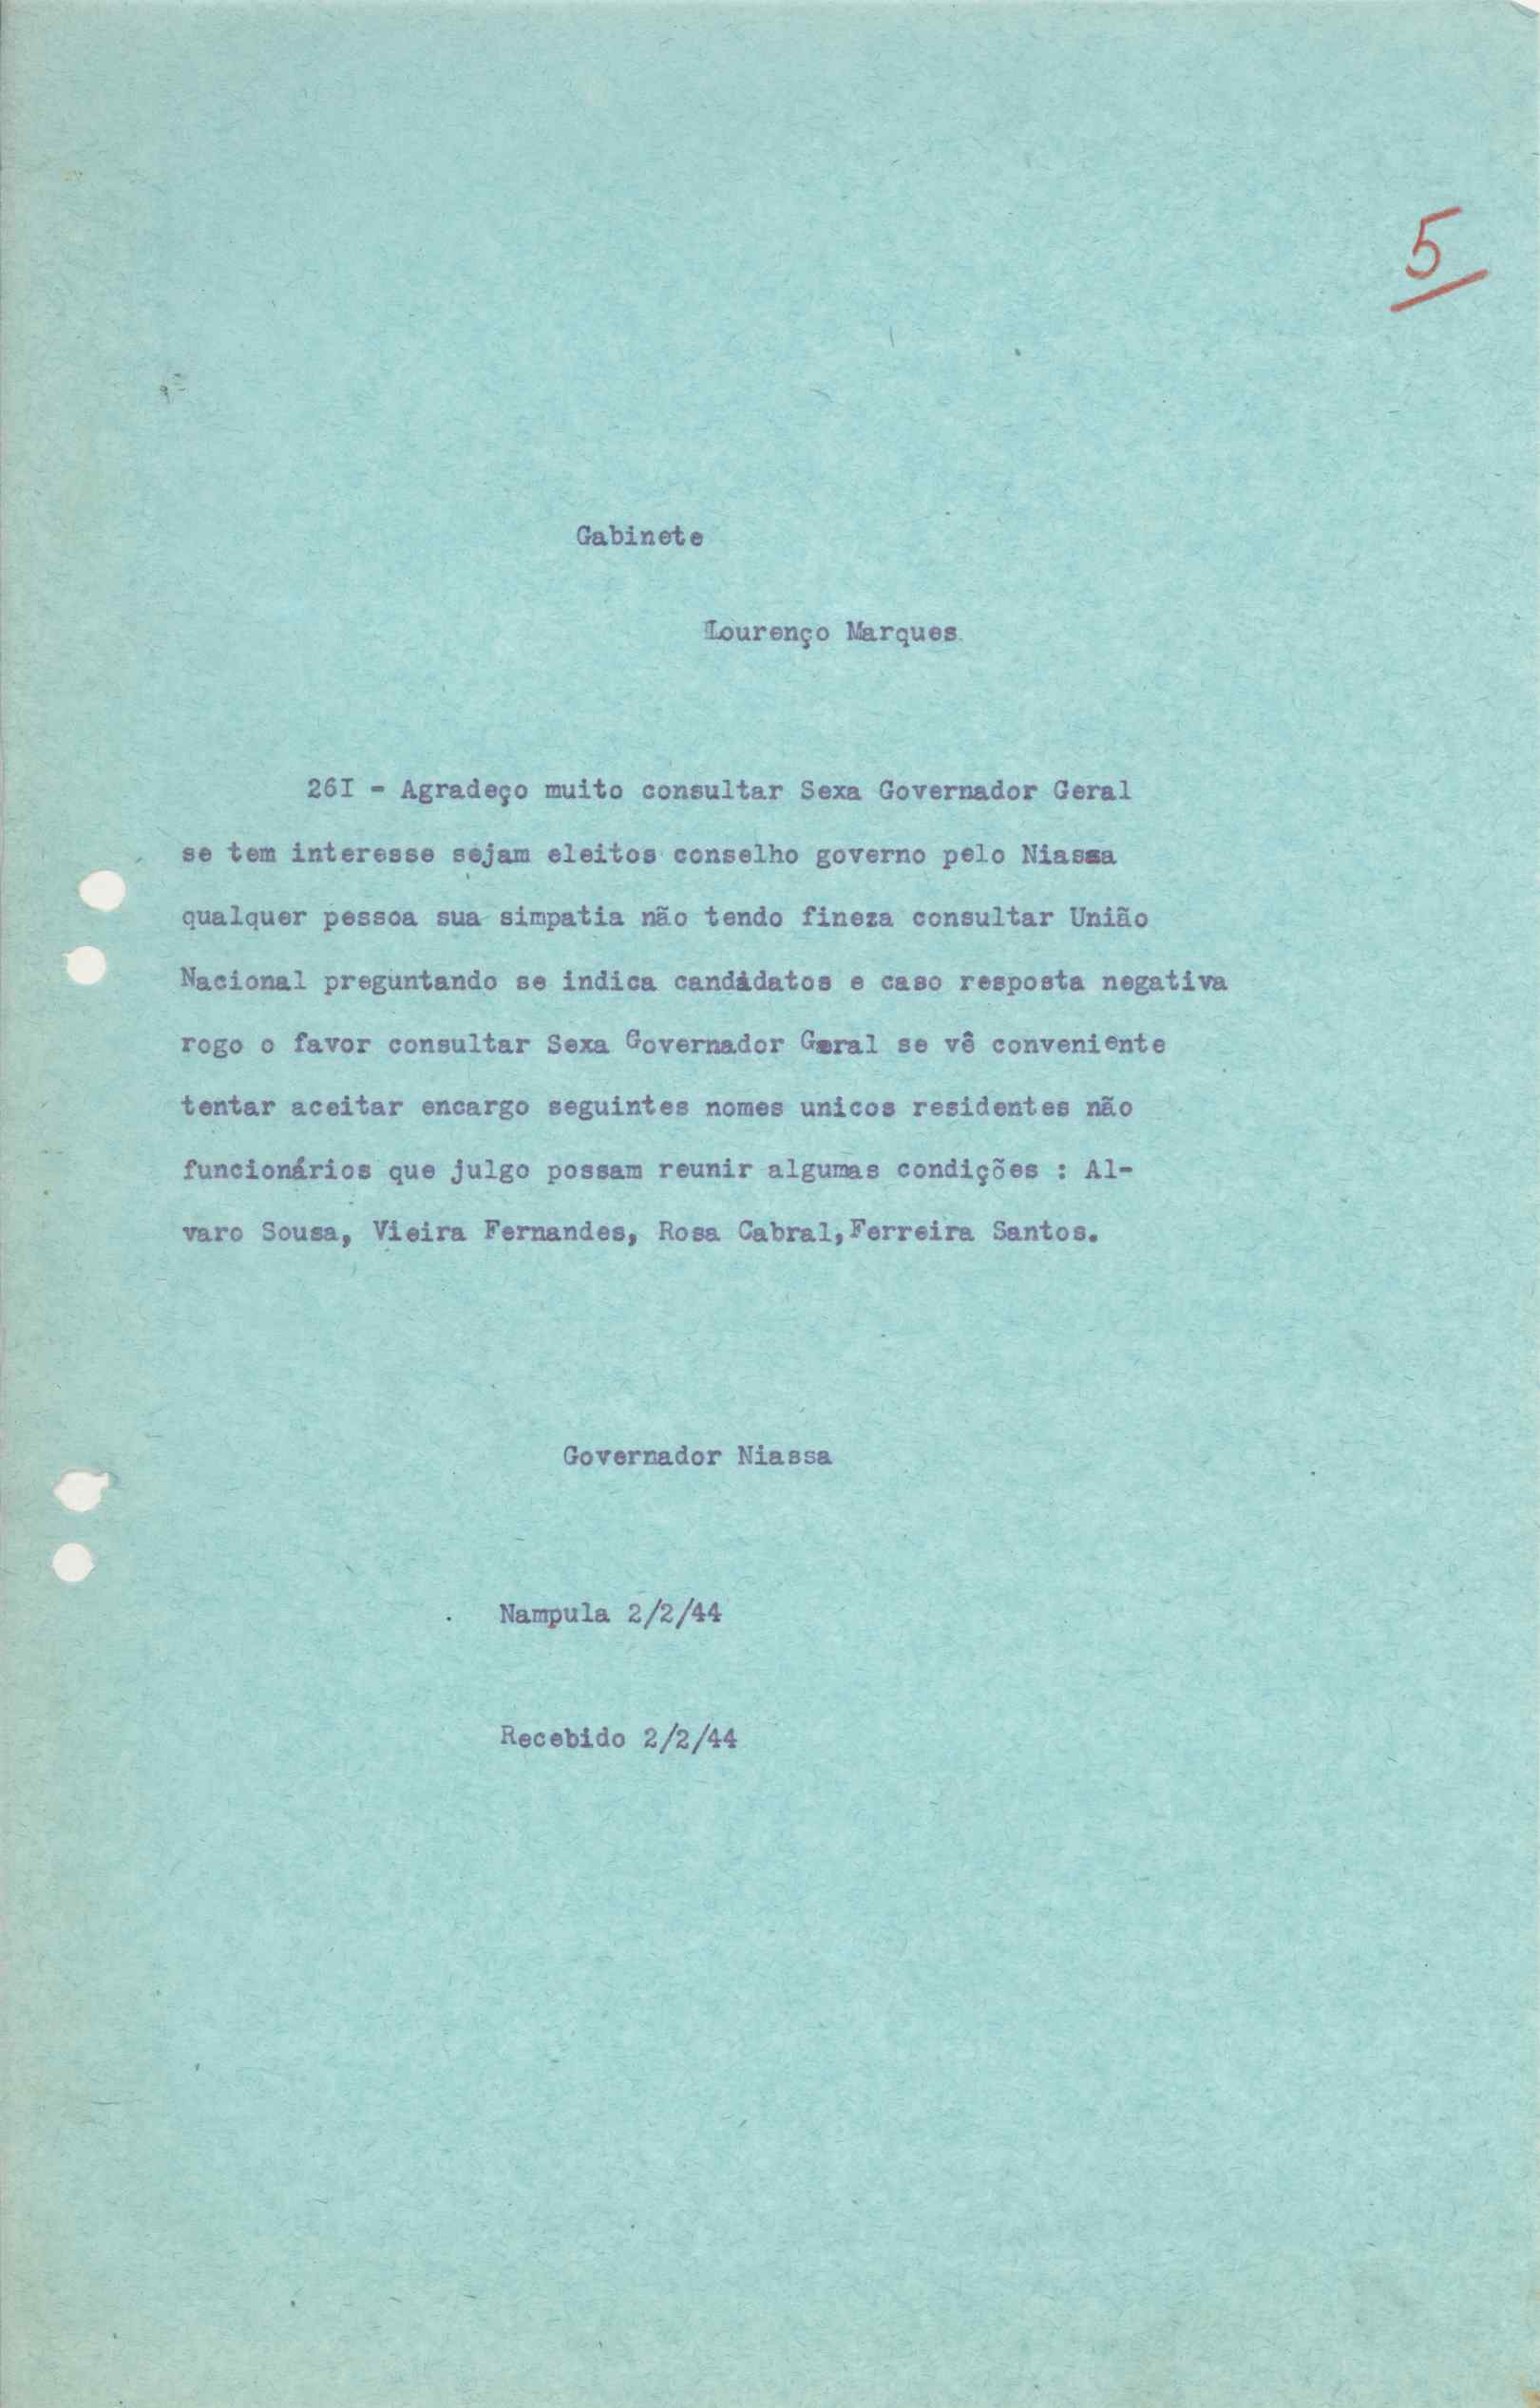 5
Gabinete
Lourenço Marques
26I - Agradeço muito consultar Sexa Governador Geral
se tem interesse sejam eleitos conselho governo pelo Niassa
qualquer pessoa sua simpatia não tendo fineza consultar União
Nacional preguntando se indica candidatos e caso resposta negativa
rogo o favor consultar Sexa Governador Geral se vê conveniente
tentar aceitar encargo seguintes nomes unicos residentes não
funcionários que julgo possam reunir algumas condições : Al-
varo Sousa, Vieira Fernandes, Rosa Cabral,Ferreira Santos.
Governador Niassa
Nampula 2/2/44
Recebido 2/2/44